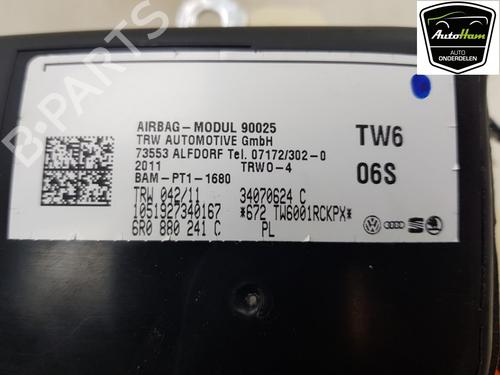 AutoHam
AUTO
ONDERDELEN
B-PARTS
AIRBAG-MODUL 90025
TRW AUTOMOTIVE GmbH
73553 ALFDORF Tel. 07172/302-0
2011 TRWO-4
BAM-PT1-1680
TRW 042/11 34070624 C
1051927340167 *672 TW6001RCKPX*
6R0 880 241 C PL
TW6
06S